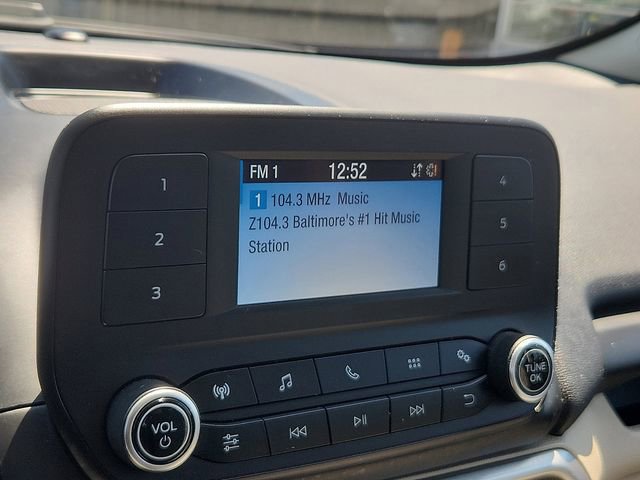 FM 1 12:52
1 104.3 MHz Music
Z104.3 Baltimore's #1 Hit Music
Station
1
2
3
4
5
6
VOL
TUNE
OK